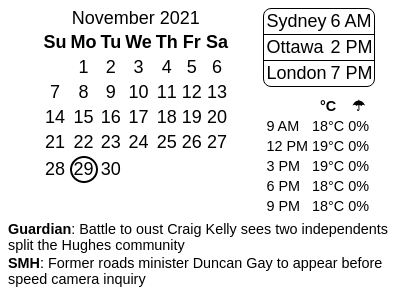 November 2021
Su Mo Tu We Th Fr Sa
1 2 3 4 5 6
7 8 9 10 11 12 13
14 15 16 17 18 19 20
21 22 23 24 25 26 27
28 29 30
Sydney 6 AM
Ottawa 2 PM
London 7 PM
°C ☂
9 AM 18°C 0%
12 PM 19°C 0%
3 PM 19°C 0%
6 PM 18°C 0%
9 PM 18°C 0%
Guardian: Battle to oust Craig Kelly sees two independents
split the Hughes community
SMH: Former roads minister Duncan Gay to appear before
speed camera inquiry